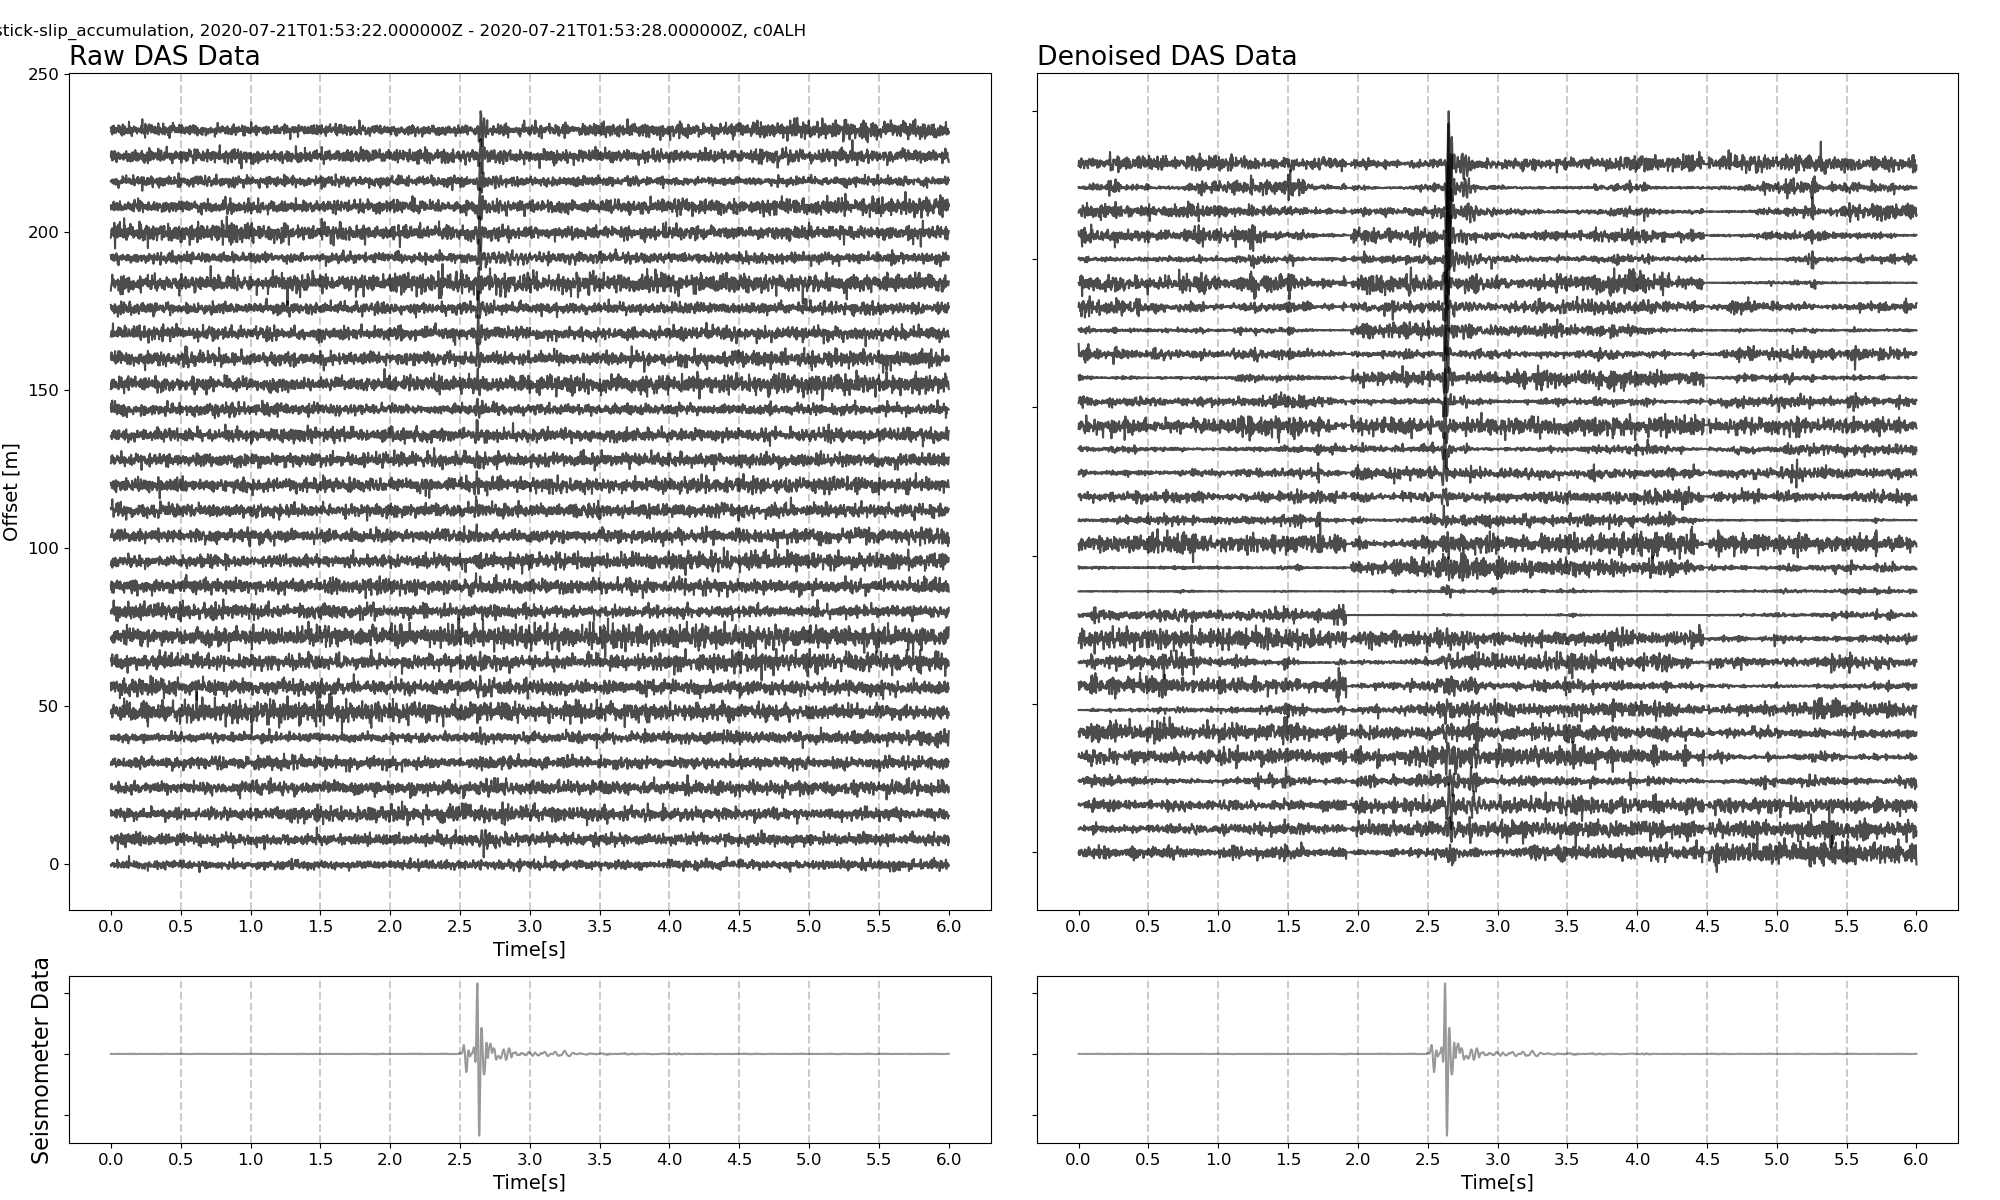 stick-slip_accumulation, 2020-07-21T01:53:22.000000Z - 2020-07-21T01:53:28.000000Z, c0ALH
Raw DAS Data
Denoised DAS Data
Offset [m]
250
200
150
100
50
0
0.0 0.5 1.0 1.5 2.0 2.5 3.0 3.5 4.0 4.5 5.0 5.5 6.0
Time[s]
0.0 0.5 1.0 1.5 2.0 2.5 3.0 3.5 4.0 4.5 5.0 5.5 6.0
Seismometer Data
0.0 0.5 1.0 1.5 2.0 2.5 3.0 3.5 4.0 4.5 5.0 5.5 6.0
Time[s]
0.0 0.5 1.0 1.5 2.0 2.5 3.0 3.5 4.0 4.5 5.0 5.5 6.0
Time[s]